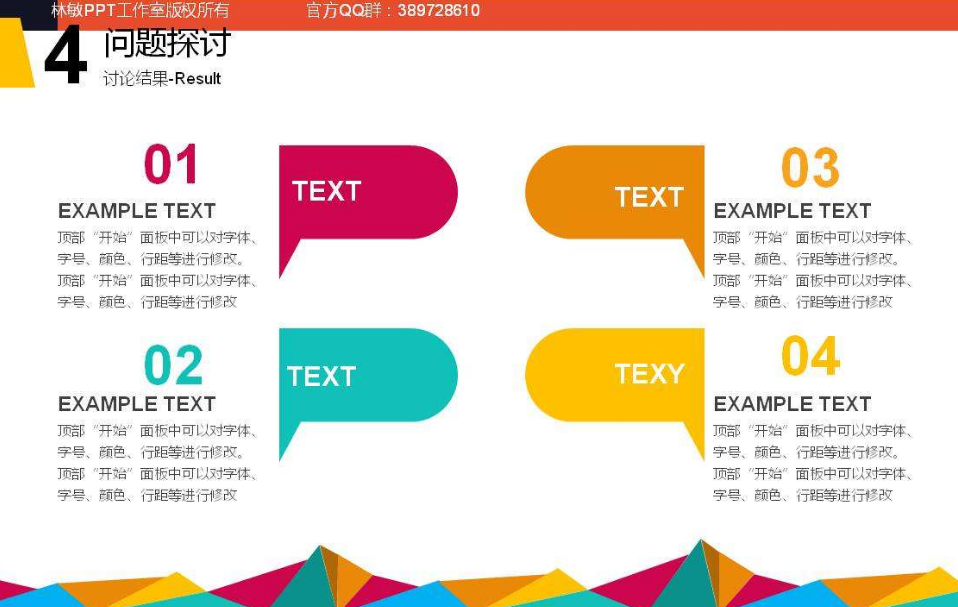 林敏PPT工作室版权所有 官方QQ群：389728610
4 问题探讨
讨论结果-Result
01
TEXT
EXAMPLE TEXT
顶部“开始”面板中可以对字体、
字号、颜色、行距等进行修改。
顶部“开始”面板中可以对字体、
字号、颜色、行距等进行修改
02
TEXT
EXAMPLE TEXT
顶部“开始”面板中可以对字体、
字号、颜色、行距等进行修改。
顶部“开始”面板中可以对字体、
字号、颜色、行距等进行修改
03
TEXT
EXAMPLE TEXT
顶部“开始”面板中可以对字体、
字号、颜色、行距等进行修改。
顶部“开始”面板中可以对字体、
字号、颜色、行距等进行修改
04
TEXY
EXAMPLE TEXT
顶部“开始”面板中可以对字体、
字号、颜色、行距等进行修改。
顶部“开始”面板中可以对字体、
字号、颜色、行距等进行修改